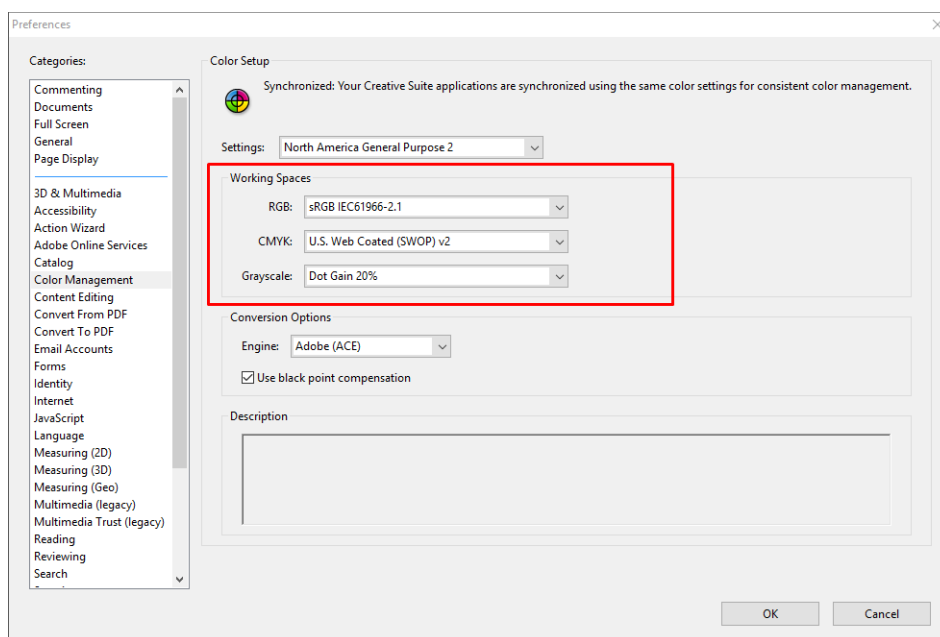 Preferences
Categories:
Commenting
Documents
Full Screen
General
Page Display
3D & Multimedia
Accessibility
Action Wizard
Adobe Online Services
Catalog
Color Management
Content Editing
Convert From PDF
Convert To PDF
Email Accounts
Forms
Identity
Internet
JavaScript
Language
Measuring (2D)
Measuring (3D)
Measuring (Geo)
Multimedia (legacy)
Multimedia Trust (legacy)
Reading
Reviewing
Search
Color Setup
Synchronized: Your Creative Suite applications are synchronized using the same color settings for consistent color management.
Settings: North America General Purpose 2
Working Spaces
RGB: sRGB IEC61966-2.1
CMYK: U.S. Web Coated (SWOP) v2
Grayscale: Dot Gain 20%
Conversion Options
Engine: Adobe (ACE)
Use black point compensation
Description
OK Cancel